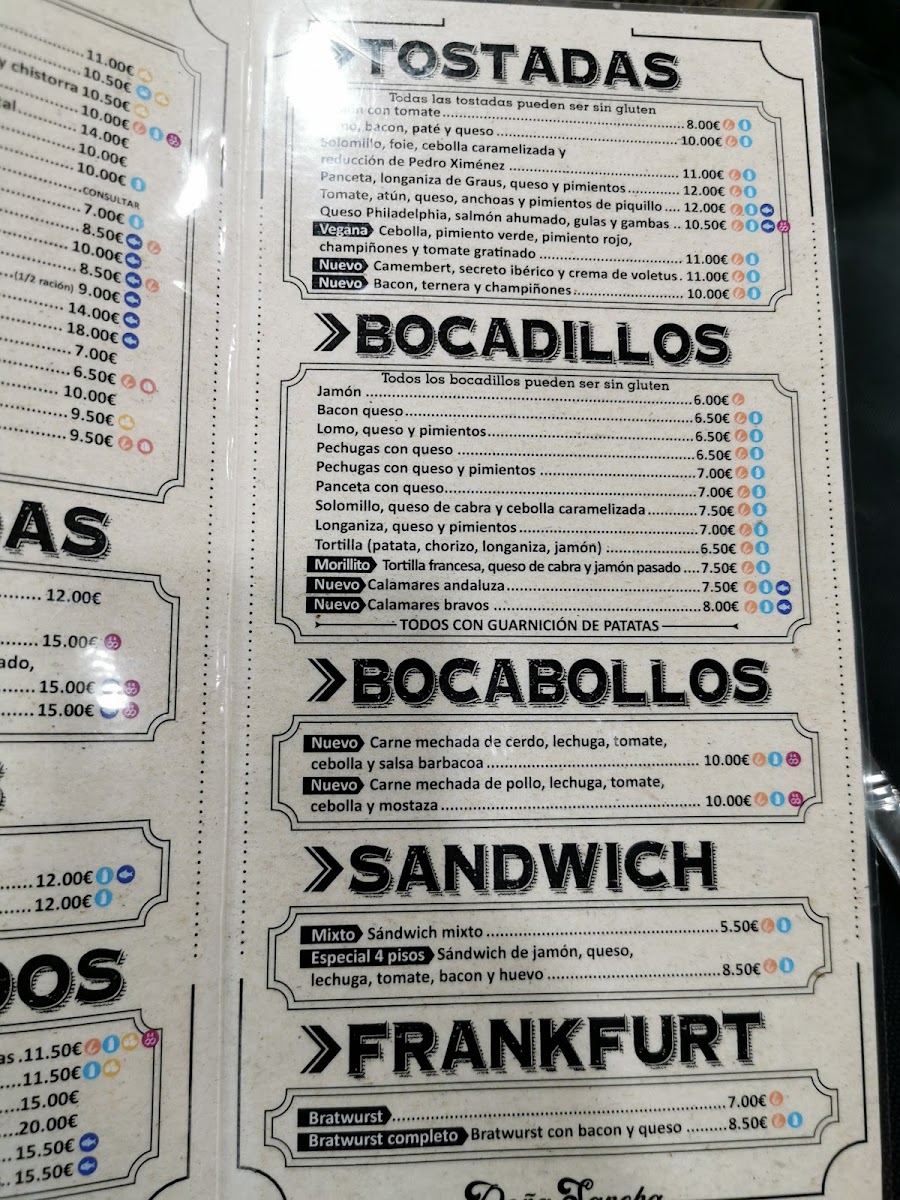 11.00€
10.50€
y chistorra 10.50€
10.00€
14.00€
10.00€
10.00€
CONSULTAR
7.00€
8.50€
10.00€
8.50€
(1/2 ración) 9.00€
14.00€
18.00€
7.00€
6.50€
10.00€
9.50€
9.50€
DAS
12.00€
15.00€
ado,
15.00€
15.00€
12.00€
12.00€
DOS
as .11.50€
11.50€
15.00€
20.00€
15.50€
15.50€
TOSTADAS
Todas las tostadas pueden ser sin gluten
con tomate 8.00€
bacon, paté y queso 10.00€
Solomillo, foie, cebolla caramelizada y
reducción de Pedro Ximénez 11.00€
Panceta, longaniza de Graus, queso y pimientos 12.00€
Tomate, atún, queso, anchoas y pimientos de piquillo .... 12.00€
Queso Philadelphia, salmón ahumado, gulas y gambas .. 10.50€
Vegana Cebolla, pimiento verde, pimiento rojo,
champiñones y tomate gratinado 11.00€
Nuevo Camembert, secreto ibérico y crema de voletus. 11.00€
Nuevo Bacon, ternera y champiñones 10.00€
BOCADILLOS
Todos los bocadillos pueden ser sin gluten
Jamón 6.00€
Bacon queso 6.50€
Lomo, queso y pimientos 6.50€
Pechugas con queso 6.50€
Pechugas con queso y pimientos 7.00€
Panceta con queso 7.00€
Solomillo, queso de cabra y cebolla caramelizada 7.50€
Longaniza, queso y pimientos 7.00€
Tortilla (patata, chorizo, longaniza, jamón) : 6.50€
Morillito Tortilla francesa, queso de cabra y jamón pasado .... 7.50€
Nuevo Calamares andaluza 7.50€
Nuevo Calamares bravos 8.00€
TODOS CON GUARNICIÓN DE PATATAS
BOCABOLLOS
Nuevo Carne mechada de cerdo, lechuga, tomate,
cebolla y salsa barbacoa 10.00€
Nuevo Carne mechada de pollo, lechuga, tomate,
cebolla y mostaza 10.00€
SANDWICH
Mixto Sándwich mixto 5.50€
Especial 4 pisos Sándwich de jamón, queso,
lechuga, tomate, bacon y huevo 8.50€
FRANKFURT
Bratwurst 7.00€
Bratwurst completo Bratwurst con bacon y queso 8.50€